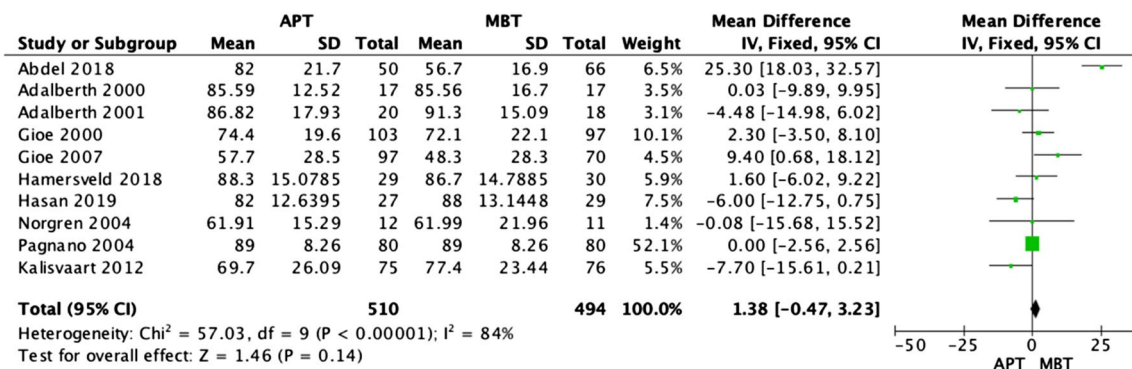 APT MBT Mean Difference Mean Difference
Study or Subgroup Mean SD Total Mean SD Total Weight IV, Fixed, 95% CI IV, Fixed, 95% CI
Abdel 2018 82 21.7 50 56.7 16.9 66 6.5% 25.30 [18.03, 32.57]
Adalberth 2000 85.59 12.52 17 85.56 16.7 17 3.5% 0.03 [-9.89, 9.95]
Adalberth 2001 86.82 17.93 20 91.3 15.09 18 3.1% -4.48 [-14.98, 6.02]
Gioe 2000 74.4 19.6 103 72.1 22.1 97 10.1% 2.30 [-3.50, 8.10]
Gioe 2007 57.7 28.5 97 48.3 28.3 70 4.5% 9.40 [0.68, 18.12]
Hamersveld 2018 88.3 15.0785 29 86.7 14.7885 30 5.9% 1.60 [-6.02, 9.22]
Hasan 2019 82 12.6395 27 88 13.1448 29 7.5% -6.00 [-12.75, 0.75]
Norgren 2004 61.91 15.29 12 61.99 21.96 11 1.4% -0.08 [-15.68, 15.52]
Pagnano 2004 89 8.26 80 89 8.26 80 52.1% 0.00 [-2.56, 2.56]
Kalisvaart 2012 69.7 26.09 75 77.4 23.44 76 5.5% -7.70 [-15.61, 0.21]
Total (95% CI) 510 494 100.0% 1.38 [-0.47, 3.23]
Heterogeneity: Chi² = 57.03, df = 9 (P < 0.00001); I² = 84%
Test for overall effect: Z = 1.46 (P = 0.14)
-50 -25 0 25
APT MBT